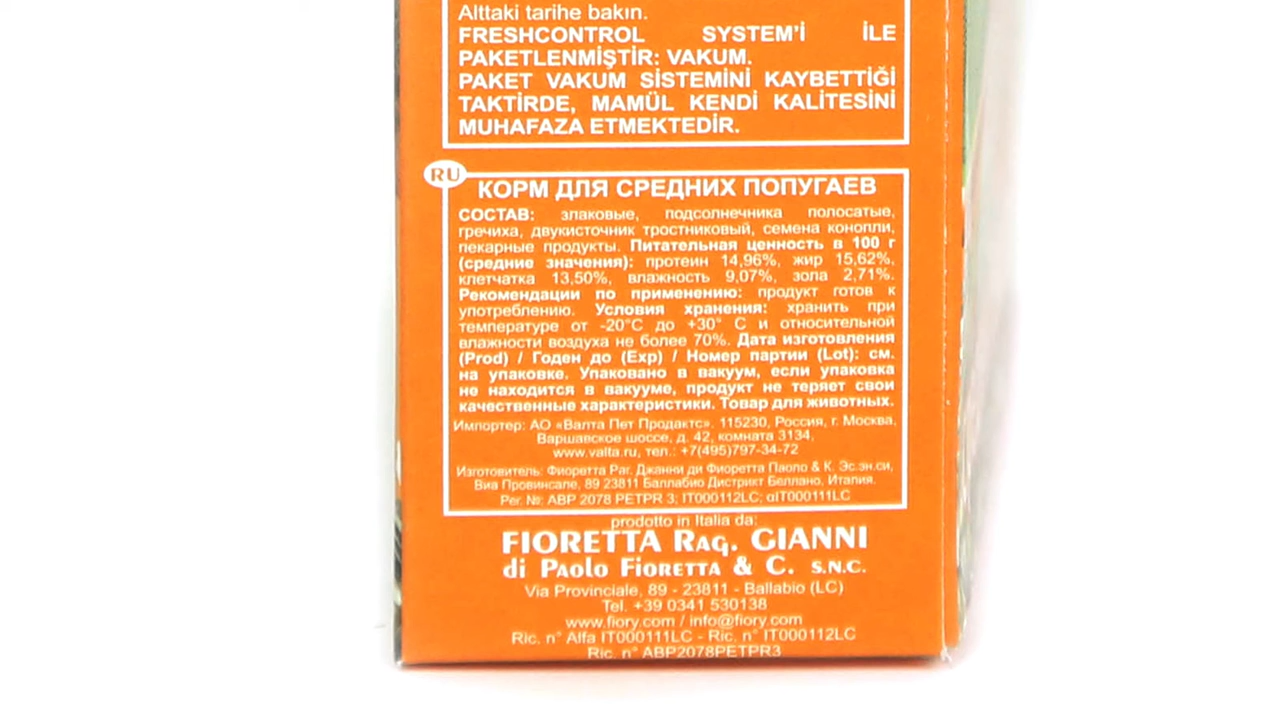 Alttaki tarihe bakın.
FRESHCONTROL SYSTEM'İ İLE
PAKETLENMİŞTİR: VAKUM.
PAKET VAKUM SİSTEMİNİ KAYBETTİĞİ
TAKTİRDE, MAMÜL KENDİ KALİTESİNİ
MUHAFAZA ETMEKTEDİR.
RU
КОРМ ДЛЯ СРЕДНИХ ПОПУГАЕВ
СОСТАВ: злаковые, подсолнечника полосатые,
гречиха, двукисточник тростниковый, семена конопли,
пекарные продукты. Питательная ценность в 100 г
(средние значения): протеин 14,96%, жир 15,62%,
клетчатка 13,50%, влажность 9,07%, зола 2,71%.
Рекомендации по применению: продукт готов к
употреблению. Условия хранения: хранить при
температуре от -20°C до +30° C и относительной
влажности воздуха не более 70%. Дата изготовления
(Prod) / Годен до (Exp) / Номер партии (Lot): см.
на упаковке. Упаковано в вакуум, если упаковка
не находится в вакууме, продукт не теряет свои
качественные характеристики. Товар для животных.
Импортер: АО «Валта Пет Продактс». 115230, Россия, г. Москва,
Варшавское шоссе, д. 42, комната 3134,
www.valta.ru, тел.: +7(495)797-34-72
Изготовитель: Фиоретта Раг. Джанни ди Фиоретта Паоло & К. Эс.эн.си,
Виа Провинсале, 89 23811 Баллабио Дистрикт Беллано, Италия.
Рег. №: ABP 2078 PETPR 3; IT000112LC; αIT000111LC
prodotto in Italia da:
FIORETTA RAG. GIANNI
di PAOLO FIORETTA & C. S.N.C.
Via Provinciale, 89 - 23811 - Ballabio (LC)
Tel. +39 0341 530138
www.fiory.com / info@fiory.com
Ric. n° Alfa IT000111LC - Ric. n° IT000112LC
Ric. n° ABP2078PETPR3